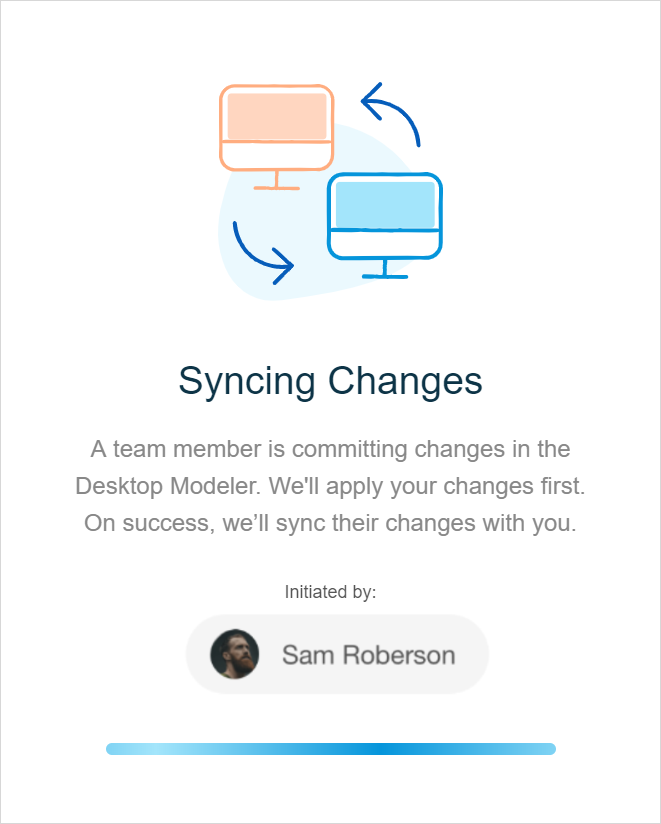 Syncing Changes
A team member is committing changes in the
Desktop Modeler. We'll apply your changes first.
On success, we’ll sync their changes with you.
Initiated by:
Sam Roberson